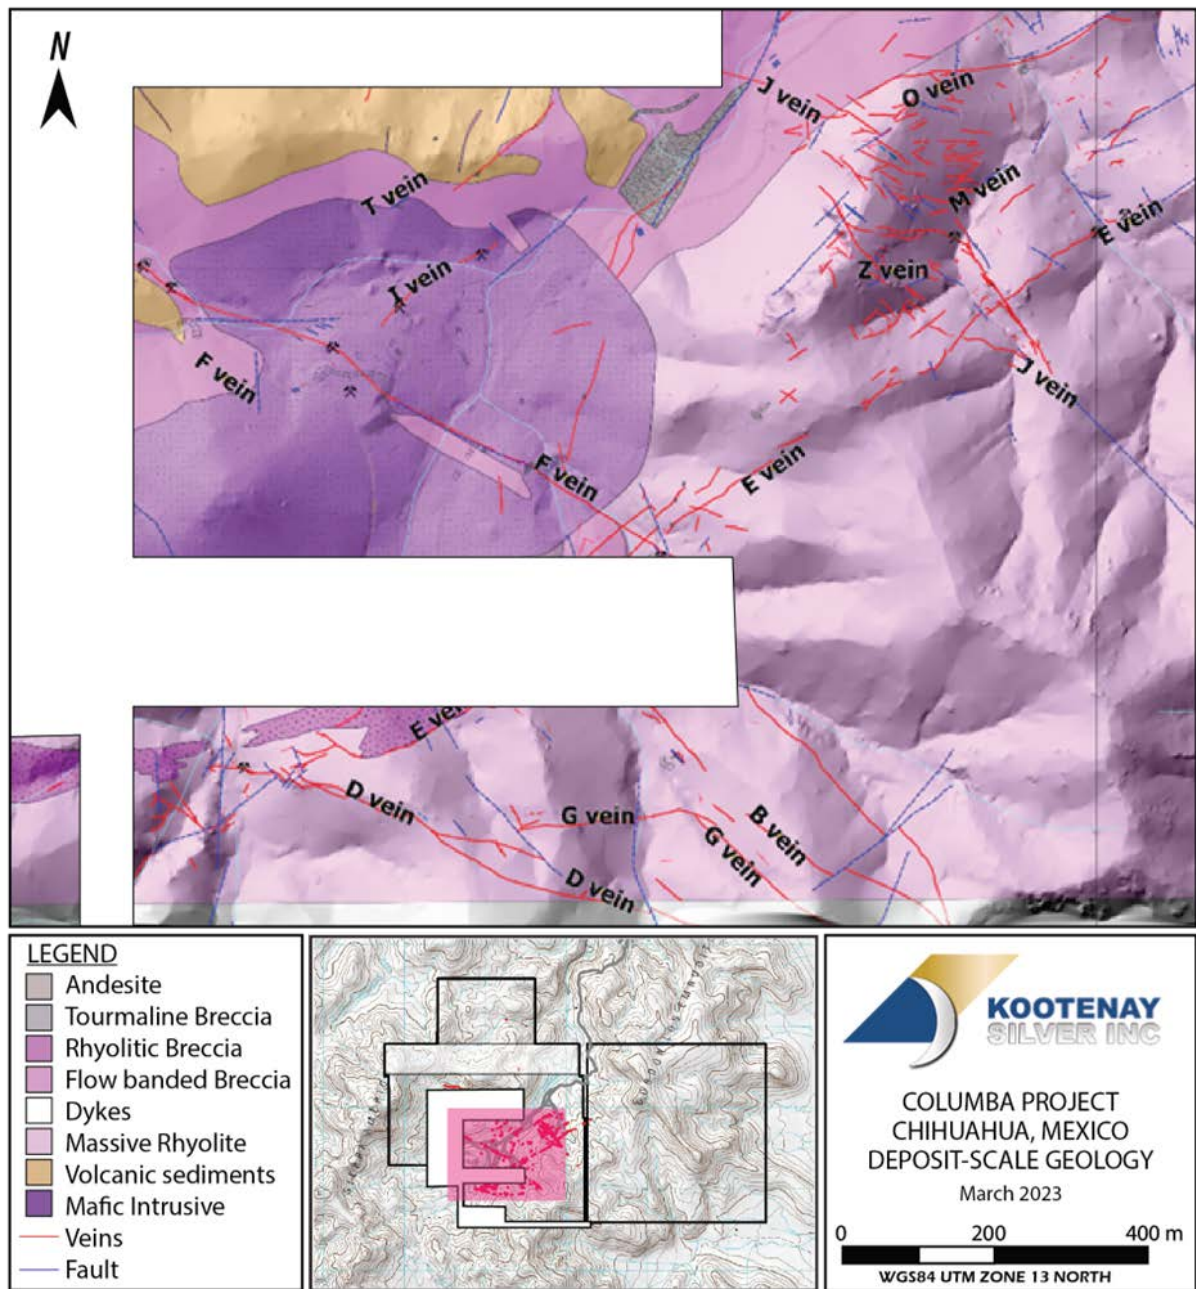 N
J vein
O vein
T vein
M vein
E vein
I vein
Z vein
F vein
J vein
E vein
F vein
E vein
D vein
G vein
B vein
G vein
D vein
LEGEND
Andesite
Tourmaline Breccia
Rhyolitic Breccia
Flow banded Breccia
Dykes
Massive Rhyolite
Volcanic sediments
Mafic Intrusive
Veins
Fault
KOOTENAY
SILVER INC
COLUMBA PROJECT
CHIHUAHUA, MEXICO
DEPOSIT-SCALE GEOLOGY
March 2023
0 200 400 m
WGS84 UTM ZONE 13 NORTH